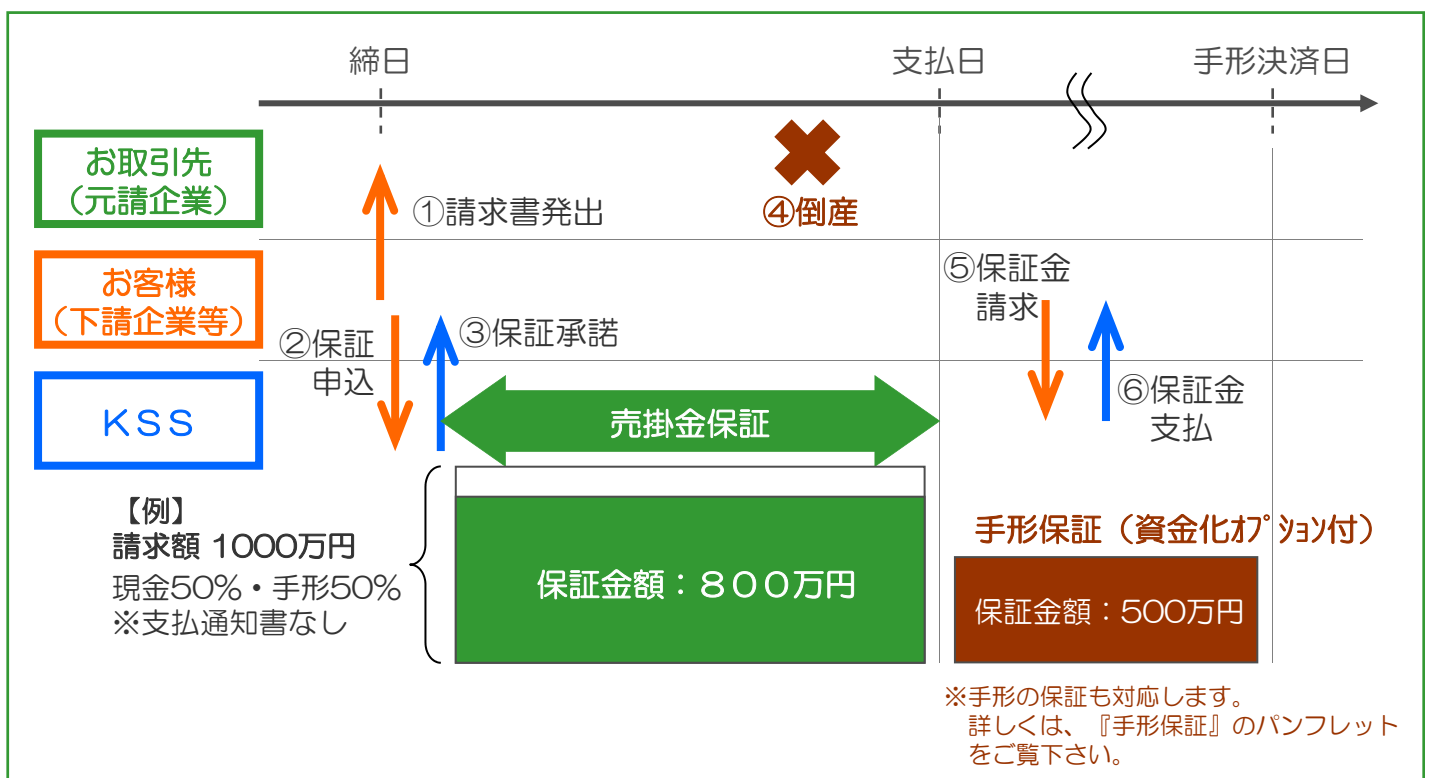 締日
支払日
手形決済日
お取引先
（元請企業）
①請求書発出
④倒産
お客様
（下請企業等）
②保証
申込
③保証承諾
⑤保証金
請求
ＫＳＳ
売掛金保証
⑥保証金
支払
【例】
請求額 1000万円
現金50%・手形50%
※支払通知書なし
保証金額：８００万円
手形保証（資金化ｵﾌﾟｼｮﾝ付）
保証金額：500万円
※手形の保証も対応します。
詳しくは、『手形保証』のパンフレット
をご覧下さい。